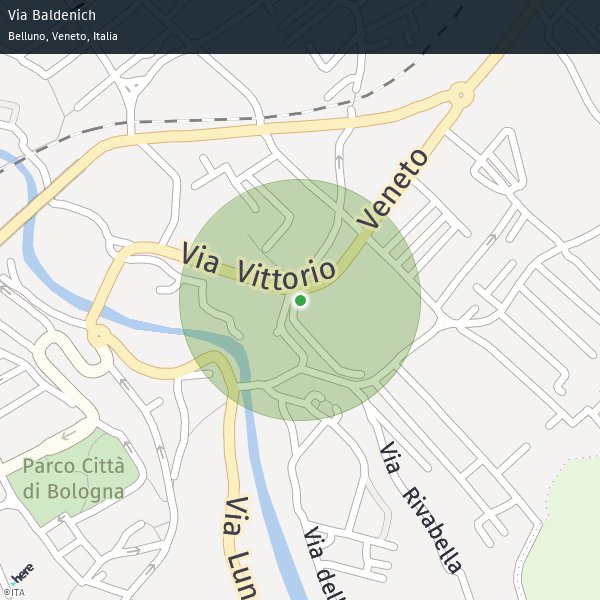 Via Baldenich
Belluno, Veneto, Italia
Via Vittorio Veneto
Parco Città
di Bologna
Via Rivabella
Via Lun
Via dell
here
©ITA